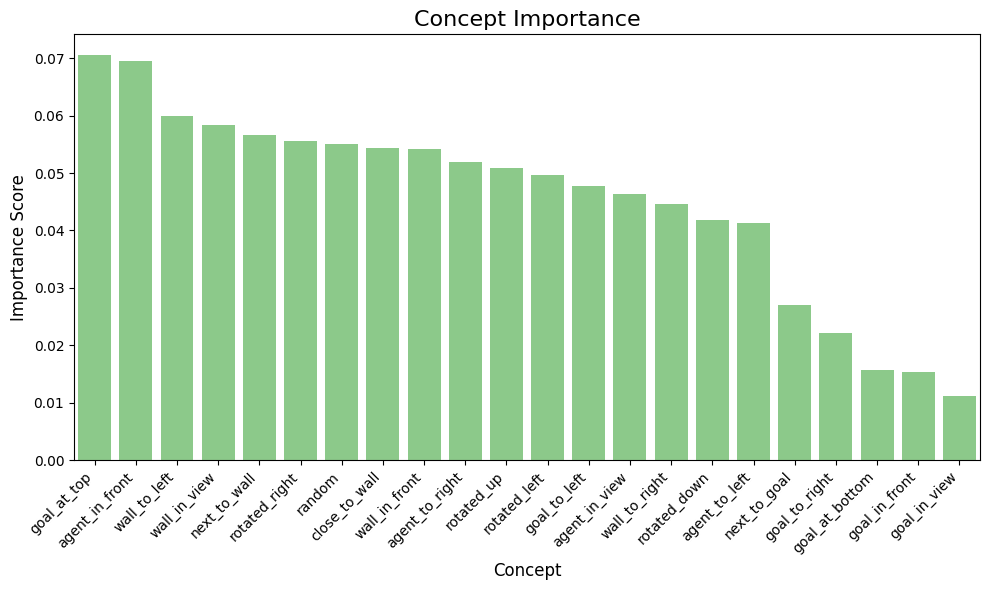 Concept Importance
Importance Score
0.07
0.06
0.05
0.04
0.03
0.02
0.01
0.00
goal_at_top
agent_in_front
wall_to_left
wall_in_view
next_to_wall
rotated_right
random
close_to_wall
wall_in_front
agent_to_right
rotated_up
rotated_left
goal_to_left
agent_in_view
wall_to_right
rotated_down
agent_to_left
next_to_goal
goal_to_right
goal_at_bottom
goal_in_front
goal_in_view
Concept